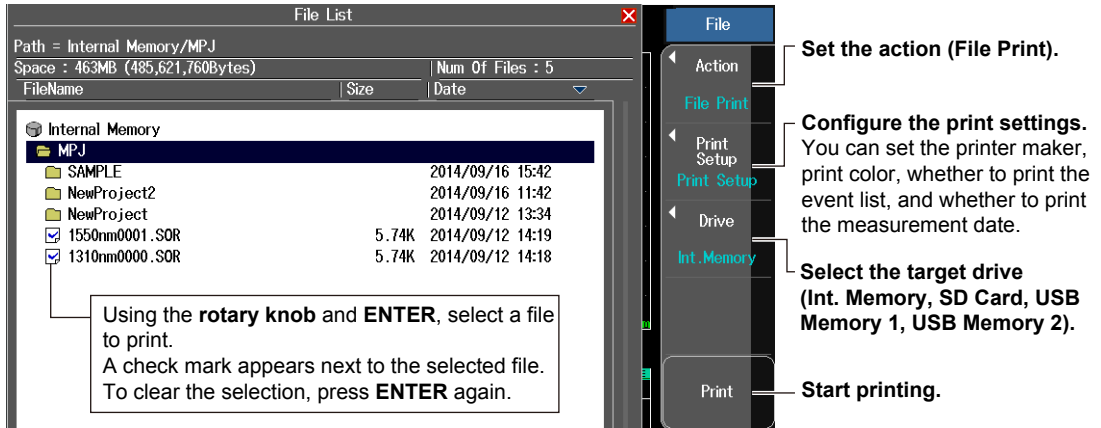 File List
Path = Internal Memory/MPJ
Space : 463MB (485,621,760Bytes)
Num Of Files : 5
FileName
Size
Date
Internal Memory
MPJ
SAMPLE 2014/09/16 15:42
NewProject2 2014/09/16 11:42
NewProject 2014/09/12 13:34
1550nm0001.SOR 5.74K 2014/09/12 14:19
1310nm0000.SOR 5.74K 2014/09/12 14:18
Using the rotary knob and ENTER, select a file
to print.
A check mark appears next to the selected file.
To clear the selection, press ENTER again.
File
Action
File Print
Print
Setup
Print Setup
Drive
Int.Memory
Print
Set the action (File Print).
Configure the print settings.
You can set the printer maker,
print color, whether to print the
event list, and whether to print
the measurement date.
Select the target drive
(Int. Memory, SD Card, USB
Memory 1, USB Memory 2).
Start printing.